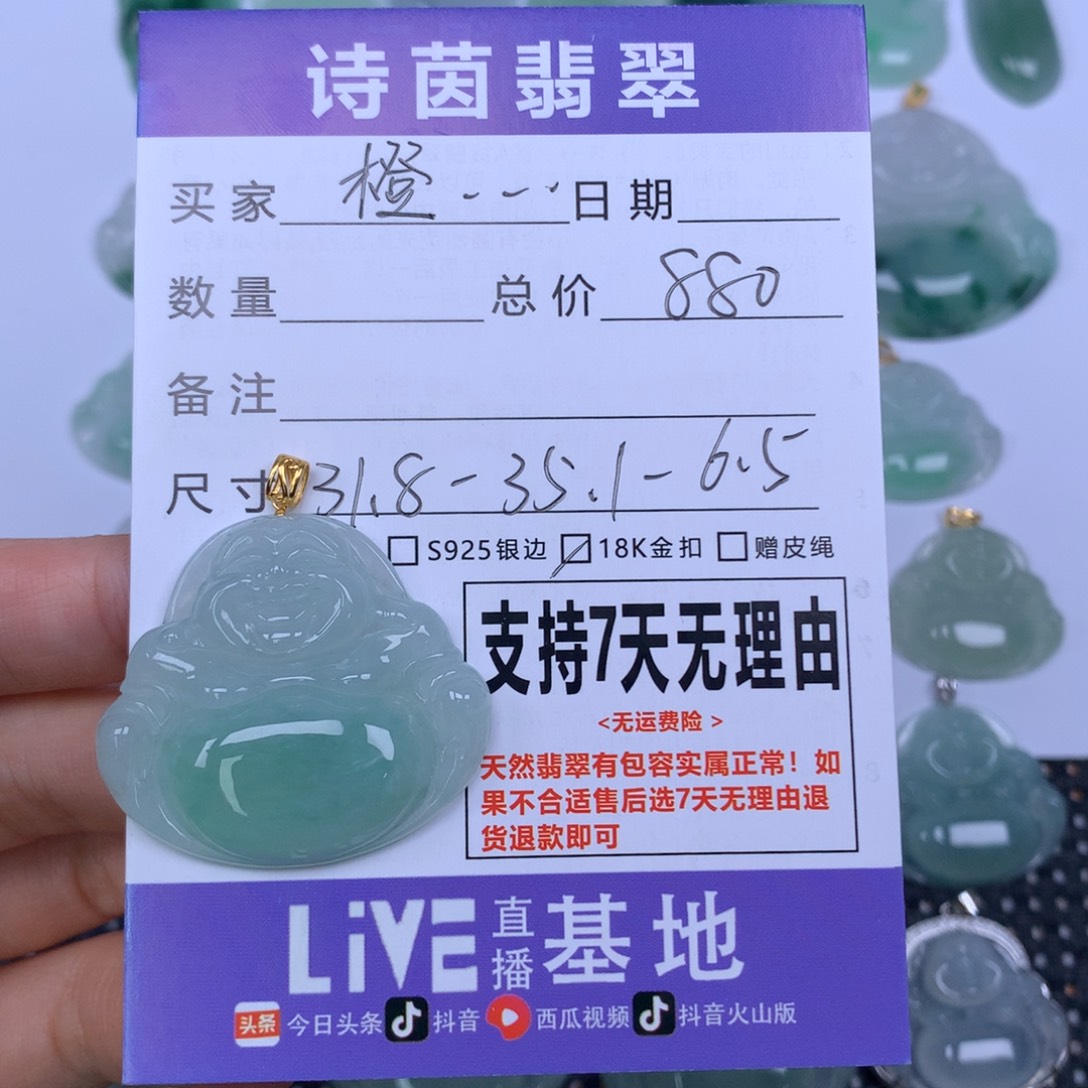 诗茵翡翠
买家 橙... 日期
数量 总价 880
备注
尺寸 31.8-35.1-6.5
S925银边 18K金扣 赠皮绳
支持7天无理由
<无运费险>
天然翡翠有包容实属正常！如
果不合适售后选7天无理由退
货退款即可
LiVE直播基地
头条 今日头条 抖音 西瓜视频 抖音火山版